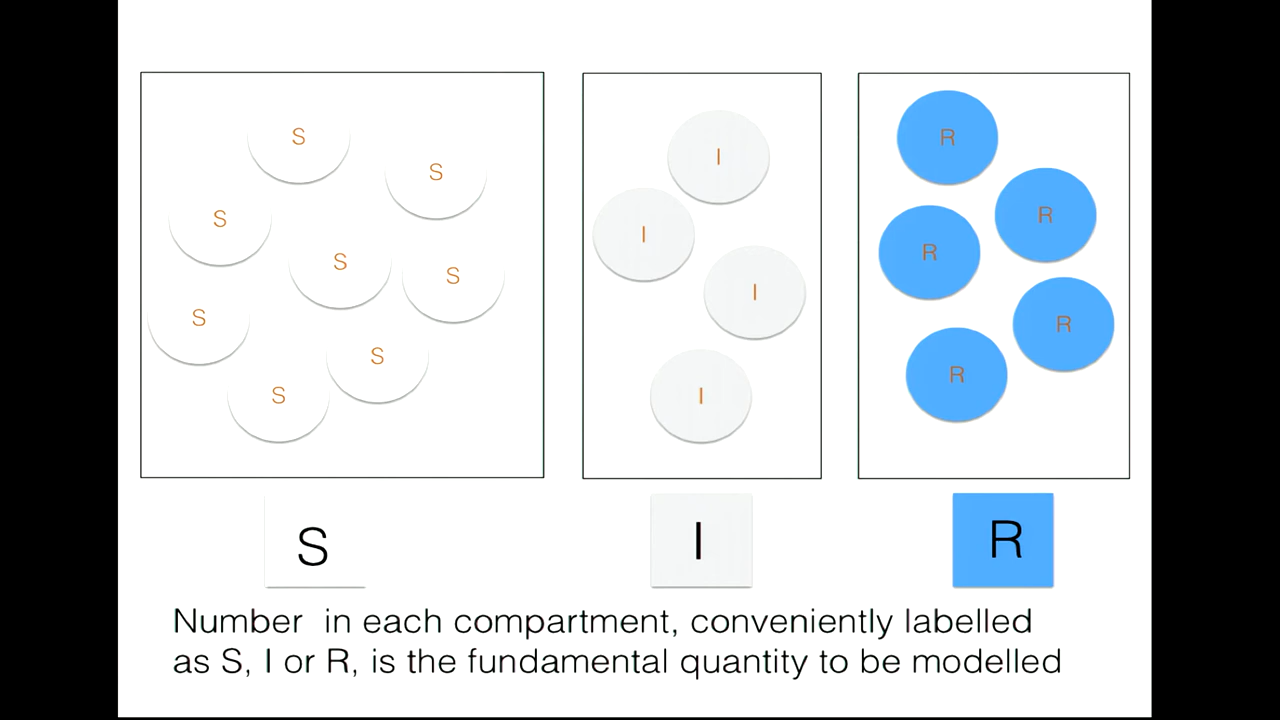 S
S
S
S
S
S
S
S
I
I
I
I
R
R
R
R
R
S
I
R
Number in each compartment, conveniently labelled
as S, I or R, is the fundamental quantity to be modelled